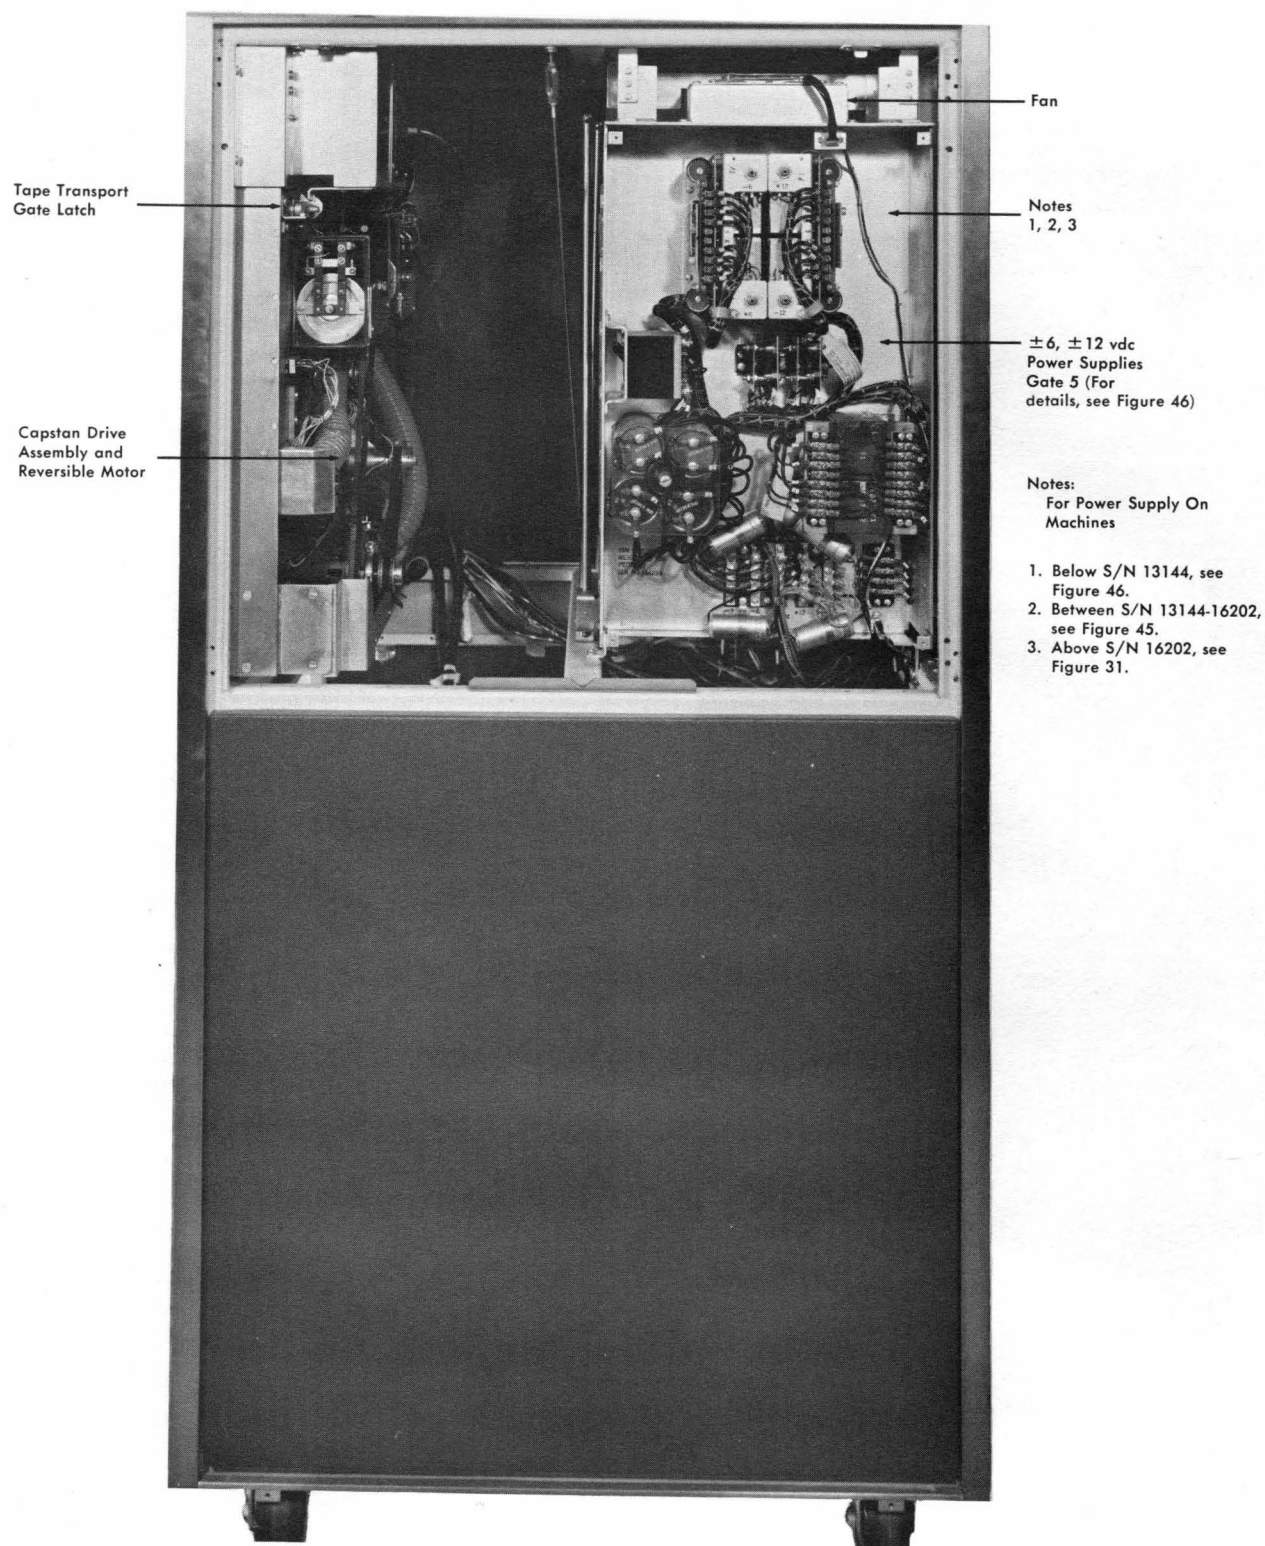 Fan
Tape Transport
Gate Latch
Notes
1, 2, 3
±6, ±12 vdc
Power Supplies
Gate 5 (For
details, see Figure 46)
Capstan Drive
Assembly and
Reversible Motor
Notes:
For Power Supply On
Machines
1. Below S/N 13144, see
Figure 46.
2. Between S/N 13144-16202,
see Figure 45.
3. Above S/N 16202, see
Figure 31.